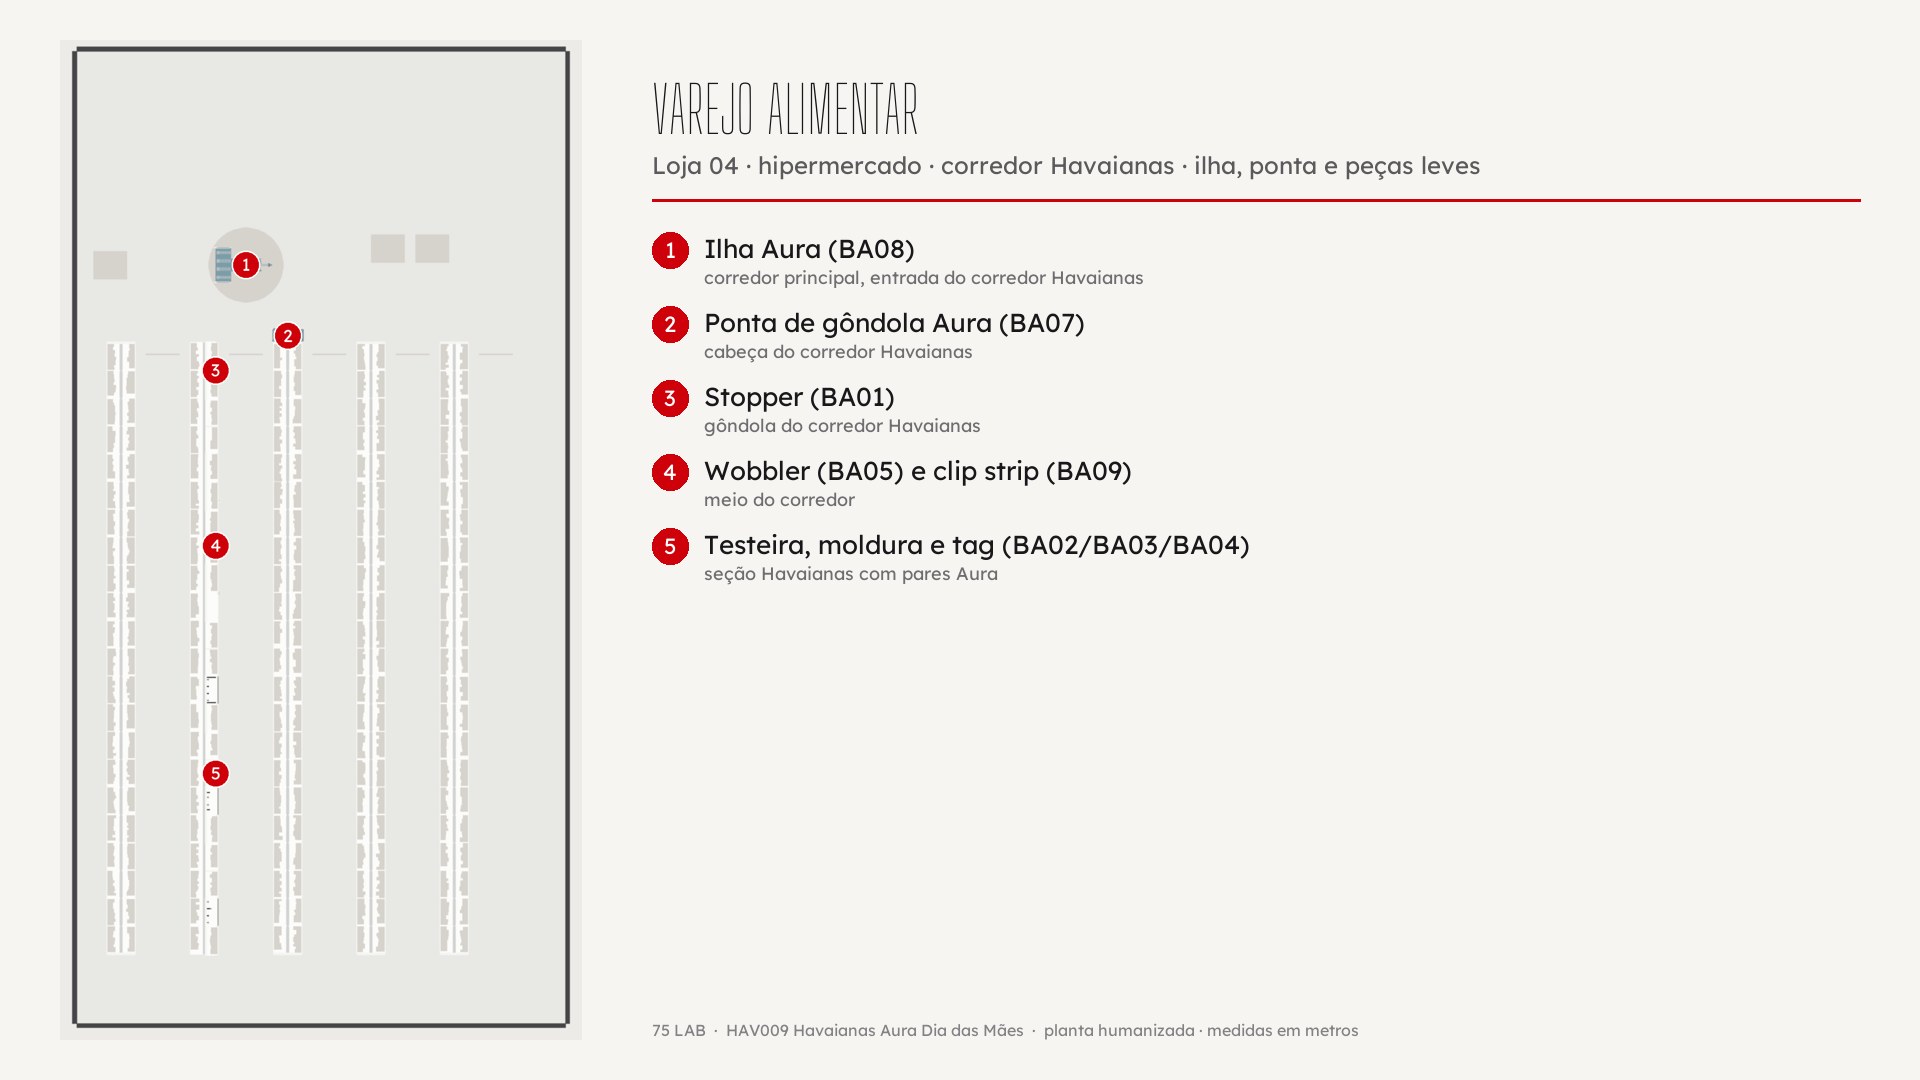 VAREJO ALIMENTAR
Loja 04 · hipermercado · corredor Havaianas · ilha, ponta e peças leves
1 Ilha Aura (BA08)
corredor principal, entrada do corredor Havaianas
2 Ponta de gôndola Aura (BA07)
cabeça do corredor Havaianas
3 Stopper (BA01)
gôndola do corredor Havaianas
4 Wobbler (BA05) e clip strip (BA09)
meio do corredor
5 Testeira, moldura e tag (BA02/BA03/BA04)
seção Havaianas com pares Aura
1
2
3
4
5
75 LAB · HAV009 Havaianas Aura Dia das Mães · planta humanizada · medidas em metros